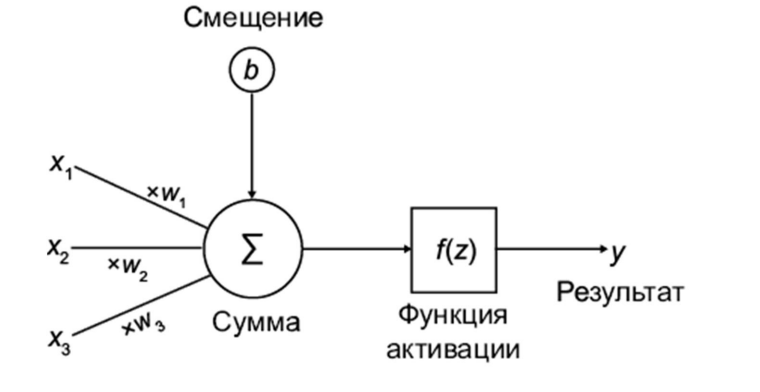 Смещение
b
x₁
×w₁
x₂
×w₂
x₃
×w₃
Σ
Сумма
f(z)
Функция
активации
y
Результат